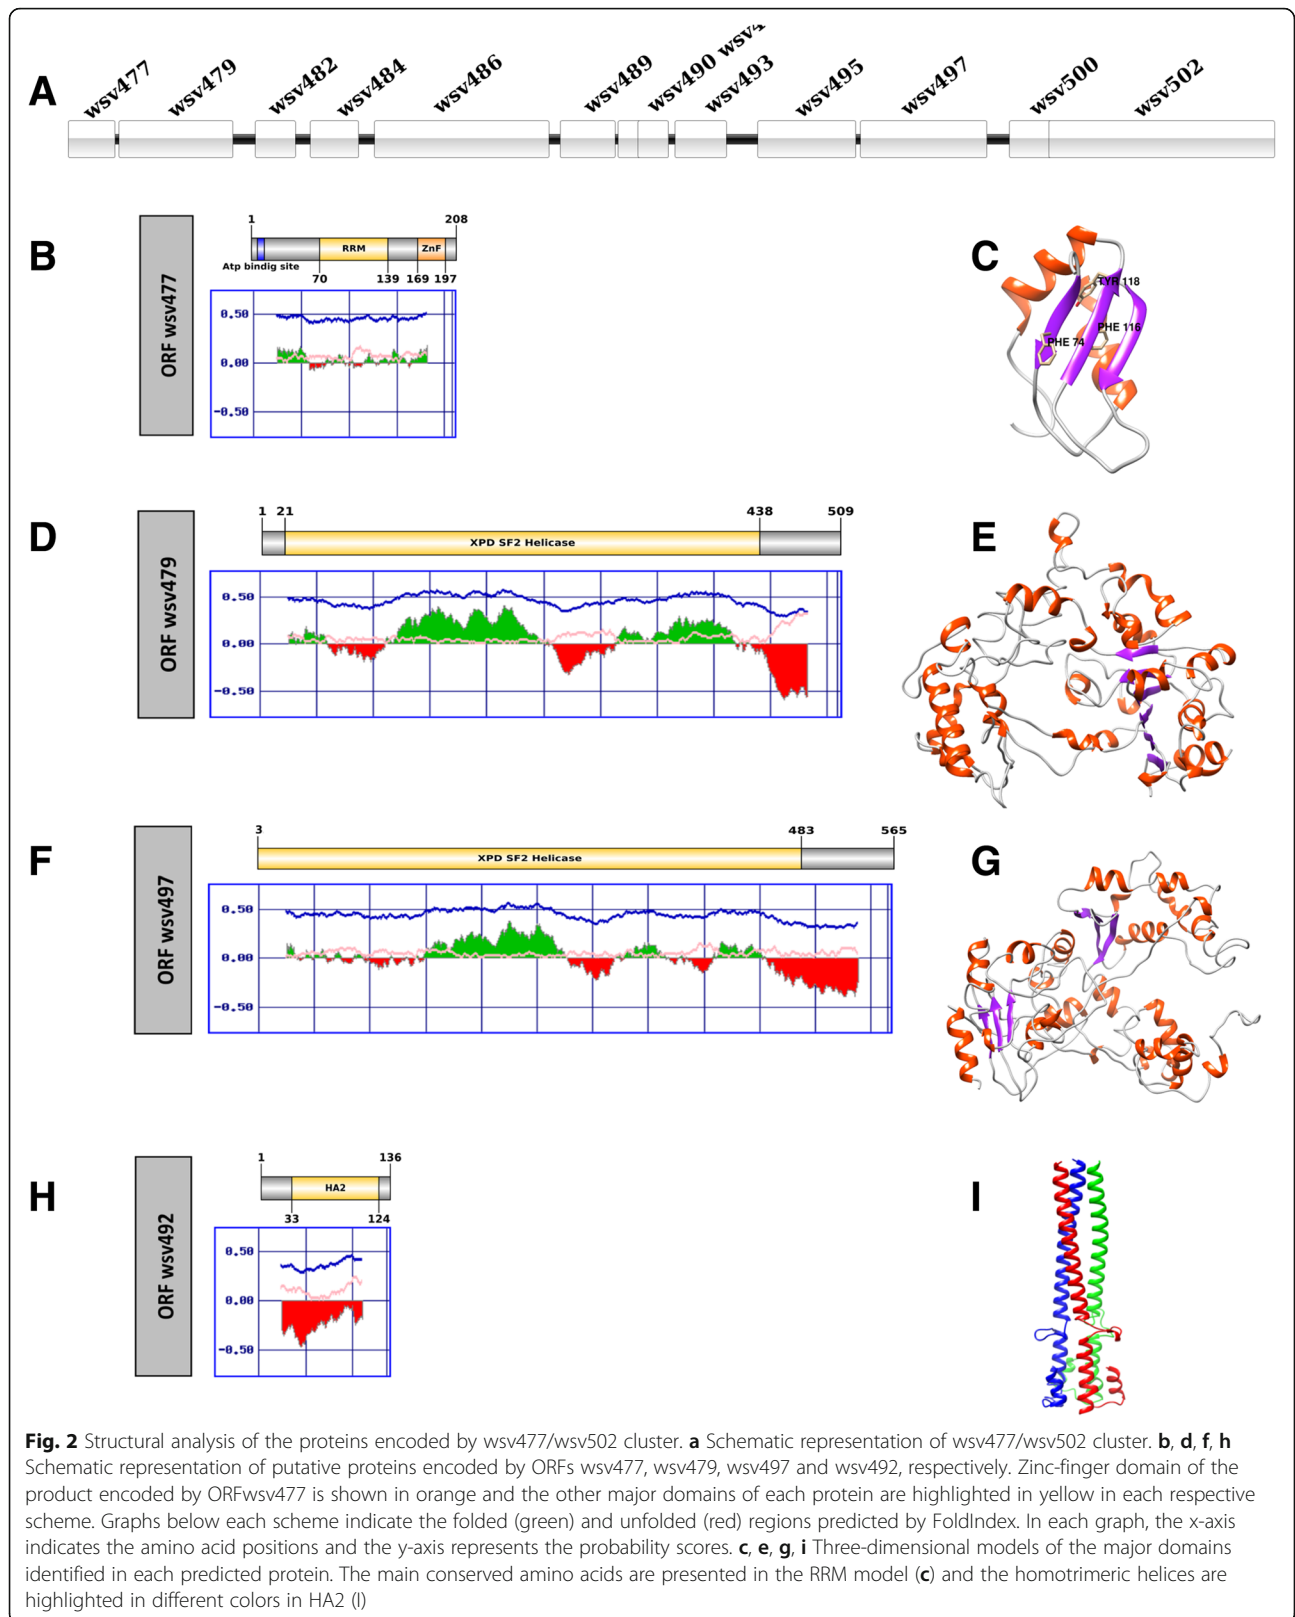 A
wsv477 wsv479 wsv482 wsv484 wsv486 wsv489 wsv490 wsv493 wsv495 wsv497 wsv500 wsv502
B
ORF wsv477
1 208
RRM ZnF
Atp bindig site
70 139 169 197
0.50
0.00
-0.50
C
TYR 118
PHE 116
PHE 74
D
ORF wsv479
1 21 438 509
XPD SF2 Helicase
0.50
0.00
-0.50
E
F
ORF wsv497
3 483 565
XPD SF2 Helicase
0.50
0.00
-0.50
G
H
ORF wsv492
1 136
HA2
33 124
0.50
0.00
-0.50
I
Fig. 2 Structural analysis of the proteins encoded by wsv477/wsv502 cluster. a Schematic representation of wsv477/wsv502 cluster. b, d, f, h
Schematic representation of putative proteins encoded by ORFs wsv477, wsv479, wsv497 and wsv492, respectively. Zinc-finger domain of the
product encoded by ORFwsv477 is shown in orange and the other major domains of each protein are highlighted in yellow in each respective
scheme. Graphs below each scheme indicate the folded (green) and unfolded (red) regions predicted by FoldIndex. In each graph, the x-axis
indicates the amino acid positions and the y-axis represents the probability scores. c, e, g, i Three-dimensional models of the major domains
identified in each predicted protein. The main conserved amino acids are presented in the RRM model (c) and the homotrimeric helices are
highlighted in different colors in HA2 (I)